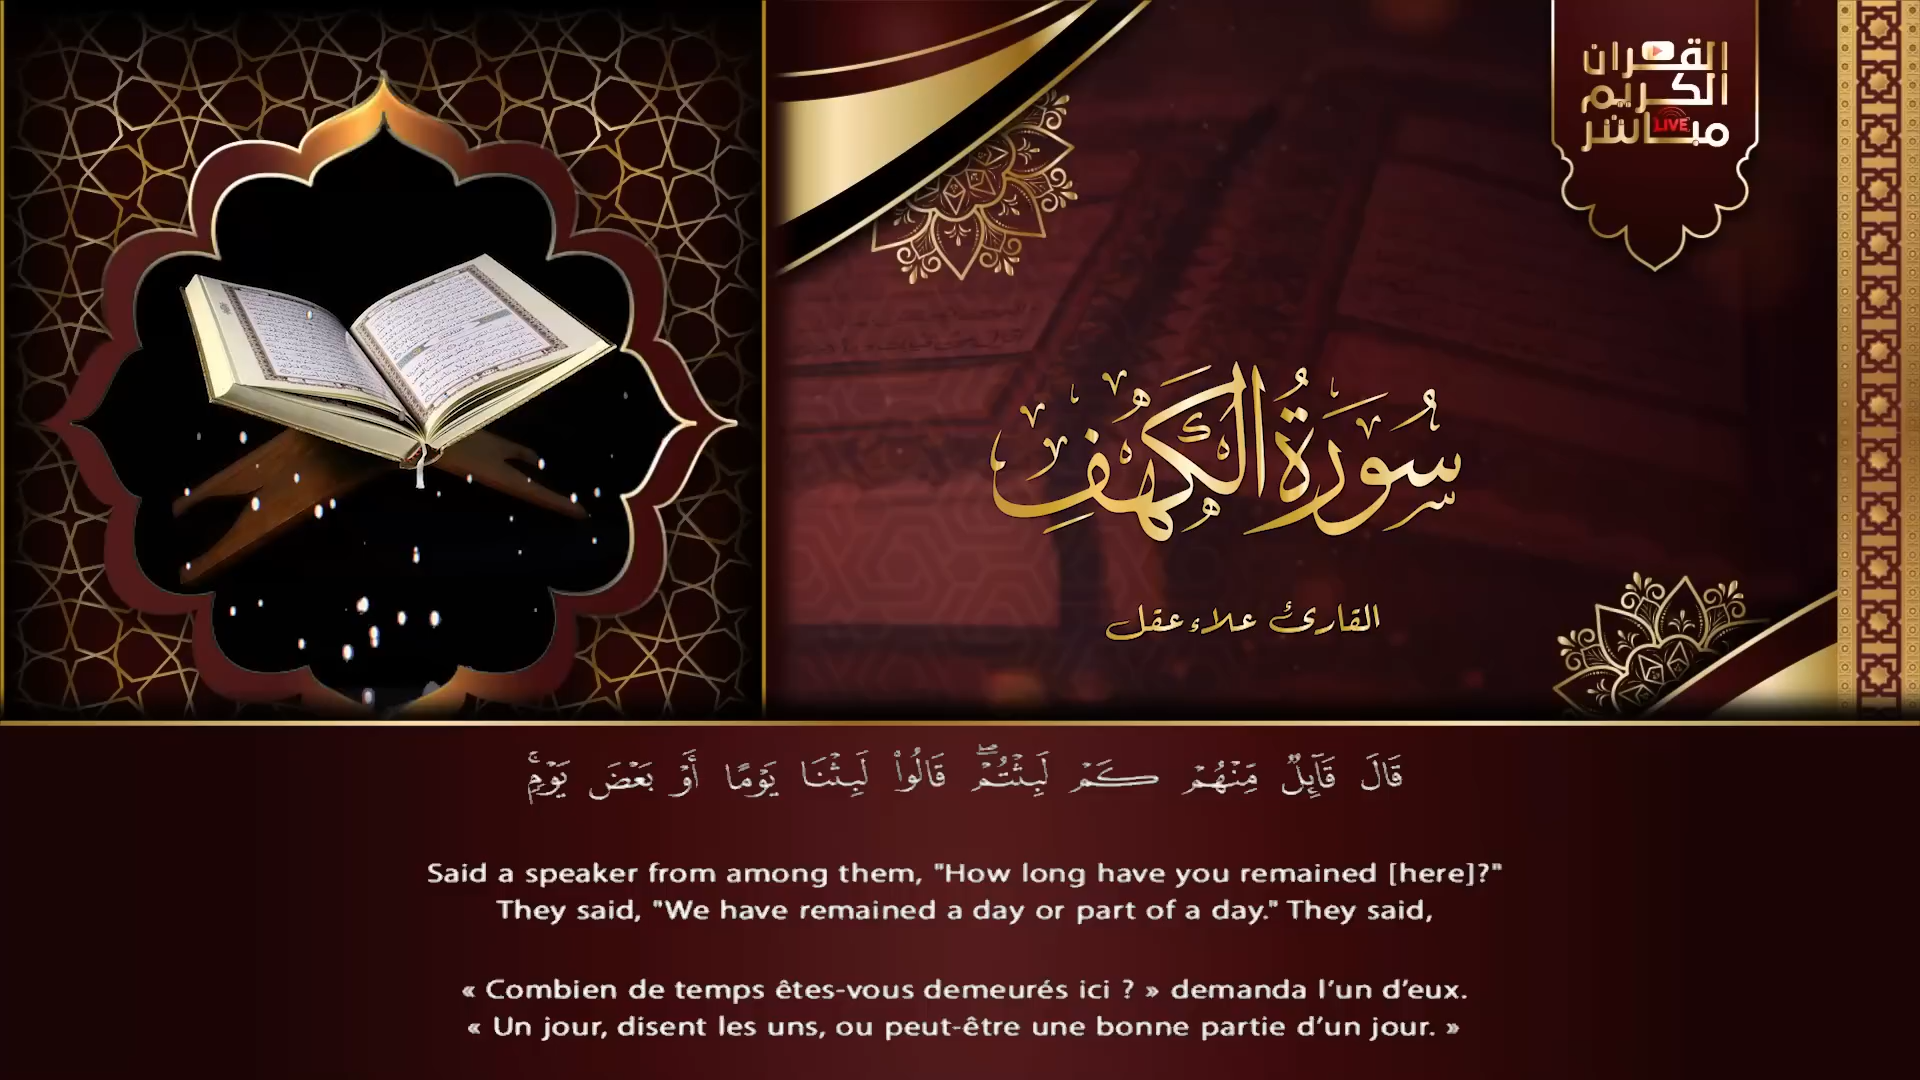 القرآن
الكريم
مباشر
LIVE
سُورَةُ الكَهْفِ
القارئ علاء عقل
قَالَ قَآئِلٌ مِّنْهُمْ كَمْ لَبِثْتُمْ ۖ قَالُوا۟ لَبِثْنَا يَوْمًا أَوْ بَعْضَ يَوْمٍ ۚ
Said a speaker from among them, "How long have you remained [here]?"
They said, "We have remained a day or part of a day." They said,
« Combien de temps êtes-vous demeurés ici ? » demanda l’un d’eux.
« Un jour, disent les uns, ou peut-être une bonne partie d’un jour. »